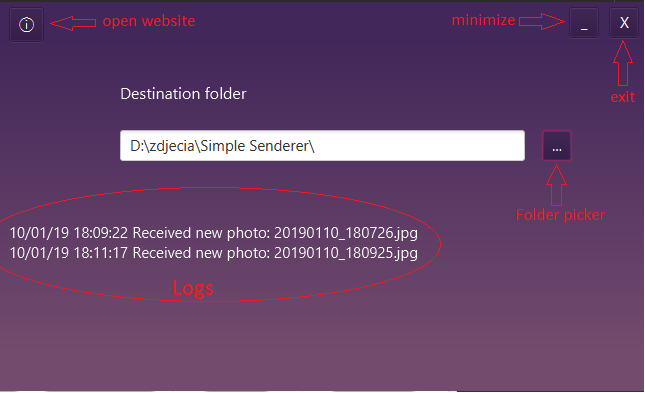 open website
minimize
_
X
exit
Destination folder
D:\zdjecia\Simple Senderer\
...
Folder picker
10/01/19 18:09:22 Received new photo: 20190110_180726.jpg
10/01/19 18:11:17 Received new photo: 20190110_180925.jpg
Logs